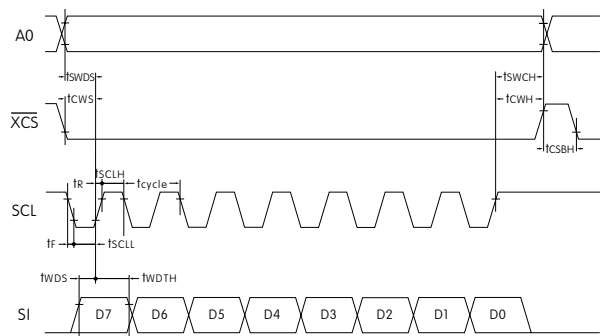 A0
tSWDS
tSWCH
tCWS
tCWH
XCS
tCSBH
tSCLH
tR
tcycle
SCL
tF
tSCLL
tWDS
tWDTH
SI
D7 D6 D5 D4 D3 D2 D1 D0